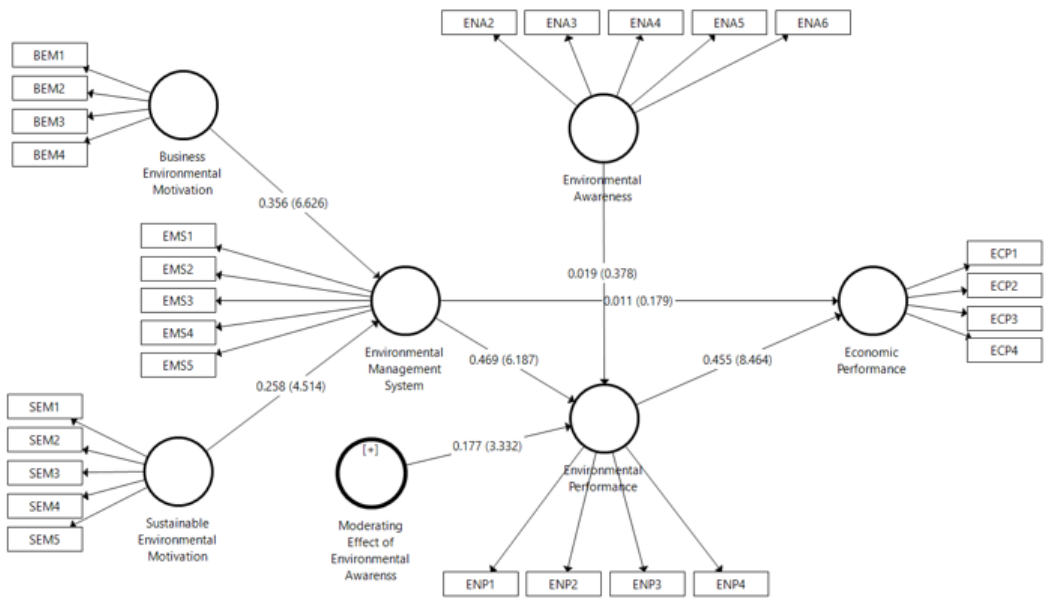 ENA2
ENA3
ENA4
ENA5
ENA6
BEM1
BEM2
BEM3
BEM4
Business
Environmental
Motivation
Environmental
Awareness
0.356 (6.626)
EMS1
EMS2
EMS3
EMS4
EMS5
0.019 (0.378)
0.011 (0.179)
ECP1
ECP2
ECP3
ECP4
Environmental
Management
System
Economic
Performance
0.469 (6.187)
0.455 (8.464)
0.258 (4.514)
SEM1
SEM2
SEM3
SEM4
SEM5
Sustainable
Environmental
Motivation
[+]
0.177 (3.332)
Moderating
Effect of
Environmental
Awarenss
Environmental
Performance
ENP1
ENP2
ENP3
ENP4